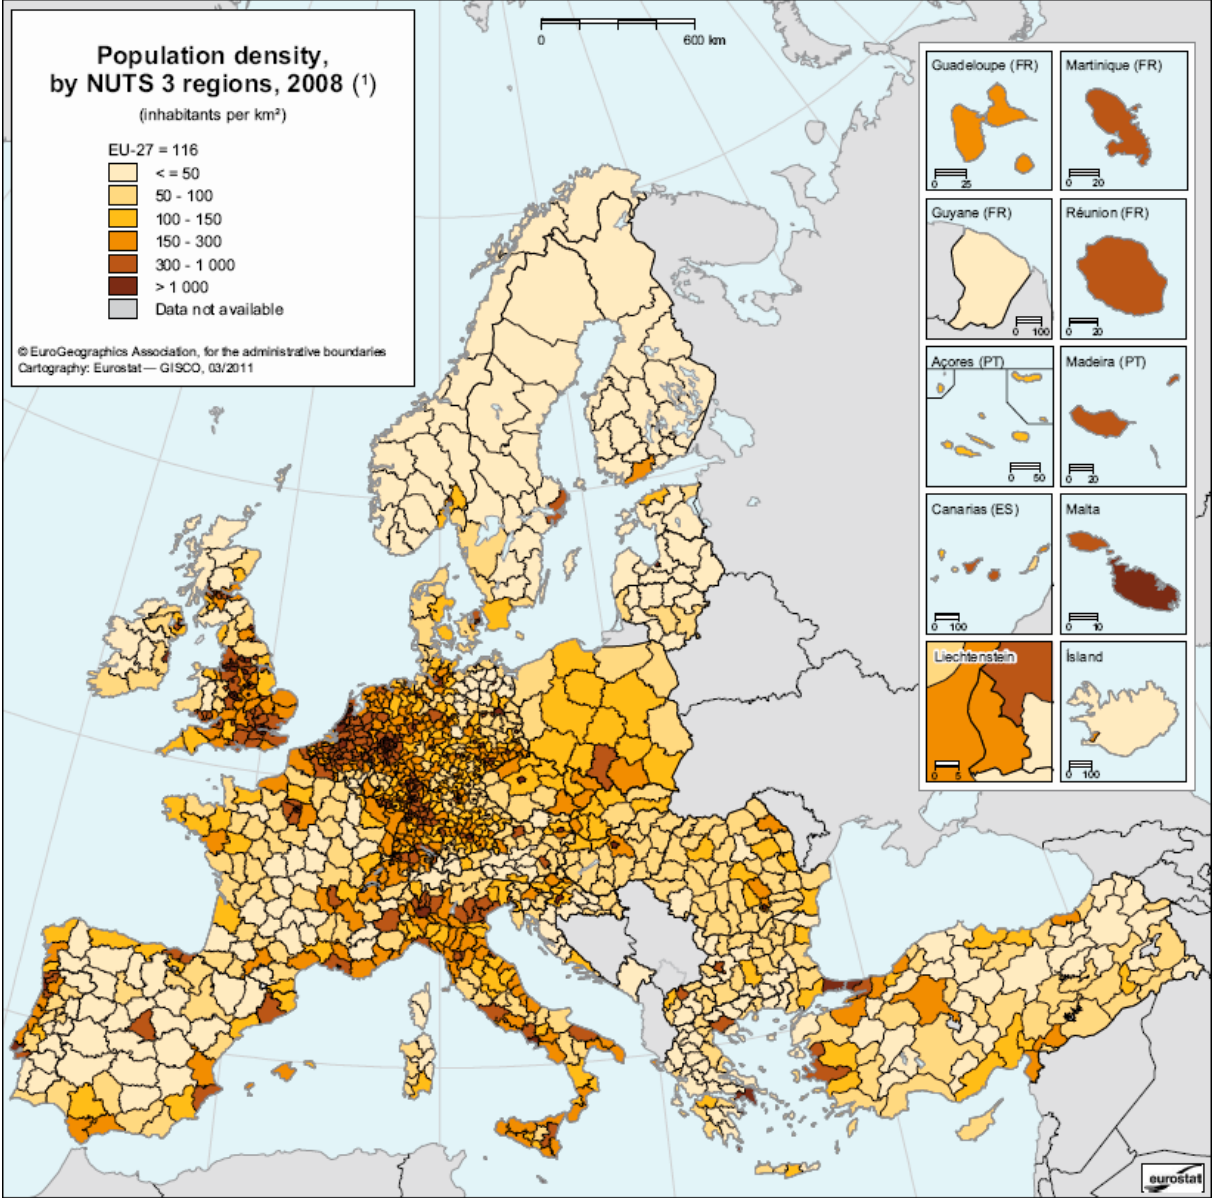 Population density,
by NUTS 3 regions, 2008 (¹)
(inhabitants per km²)
EU-27 = 116
< = 50
50 - 100
100 - 150
150 - 300
300 - 1 000
> 1 000
Data not available
© EuroGeographics Association, for the administrative boundaries
Cartography: Eurostat — GISCO, 03/2011
0 600 km
Guadeloupe (FR)
0 25
Martinique (FR)
0 20
Guyane (FR)
0 100
Réunion (FR)
0 20
Açores (PT)
0 50
Madeira (PT)
0 20
Canarias (ES)
0 100
Malta
0 10
Liechtenstein
0 5
Ísland
0 100
eurostat